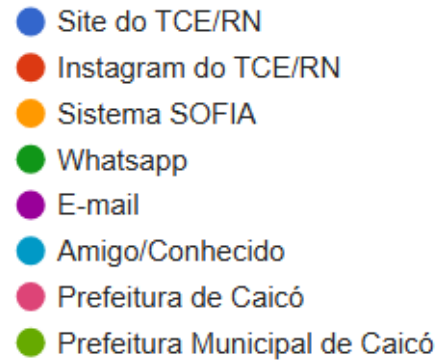 Site do TCE/RN
Instagram do TCE/RN
Sistema SOFIA
Whatsapp
E-mail
Amigo/Conhecido
Prefeitura de Caicó
Prefeitura Municipal de Caicó